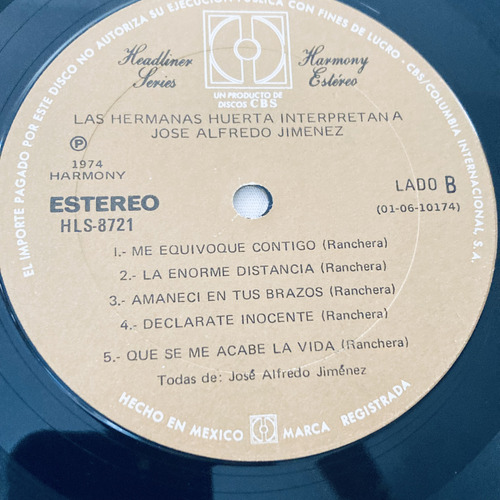 EL IMPORTE PAGADO POR ESTE DISCO NO AUTORIZA SU EJECUCION PUBLICA CON FINES DE LUCRO - CBS/COLUMBIA INTERNACIONAL, S.A.
Headliner Series
Harmony Estéreo
UN PRODUCTO DE
DISCOS CBS
LAS HERMANAS HUERTA INTERPRETAN A
JOSE ALFREDO JIMENEZ
P
1974
HARMONY
ESTEREO
HLS-8721
LADO B
(01-06-10174)
1.- ME EQUIVOQUE CONTIGO (Ranchera)
2.- LA ENORME DISTANCIA (Ranchera)
3.- AMANECI EN TUS BRAZOS (Ranchera)
4.- DECLARATE INOCENTE (Ranchera)
5.- QUE SE ME ACABE LA VIDA (Ranchera)
Todas de: José Alfredo Jiménez
HECHO EN MEXICO MARCA REGISTRADA